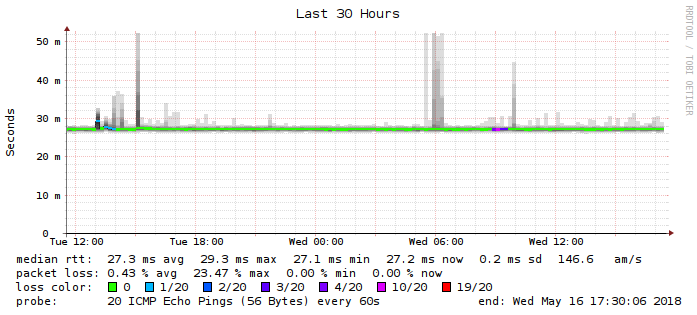 Last 30 Hours
RRDTOOL / TOBI OETIKER
Seconds
50 m
40 m
30 m
20 m
10 m
0
Tue 12:00 Tue 18:00 Wed 00:00 Wed 06:00 Wed 12:00
median rtt: 27.3 ms avg 29.3 ms max 27.1 ms min 27.2 ms now 0.2 ms sd 146.6 am/s
packet loss: 0.43 % avg 23.47 % max 0.00 % min 0.00 % now
loss color: 0 1/20 2/20 3/20 4/20 10/20 19/20
probe: 20 ICMP Echo Pings (56 Bytes) every 60s end: Wed May 16 17:30:06 2018